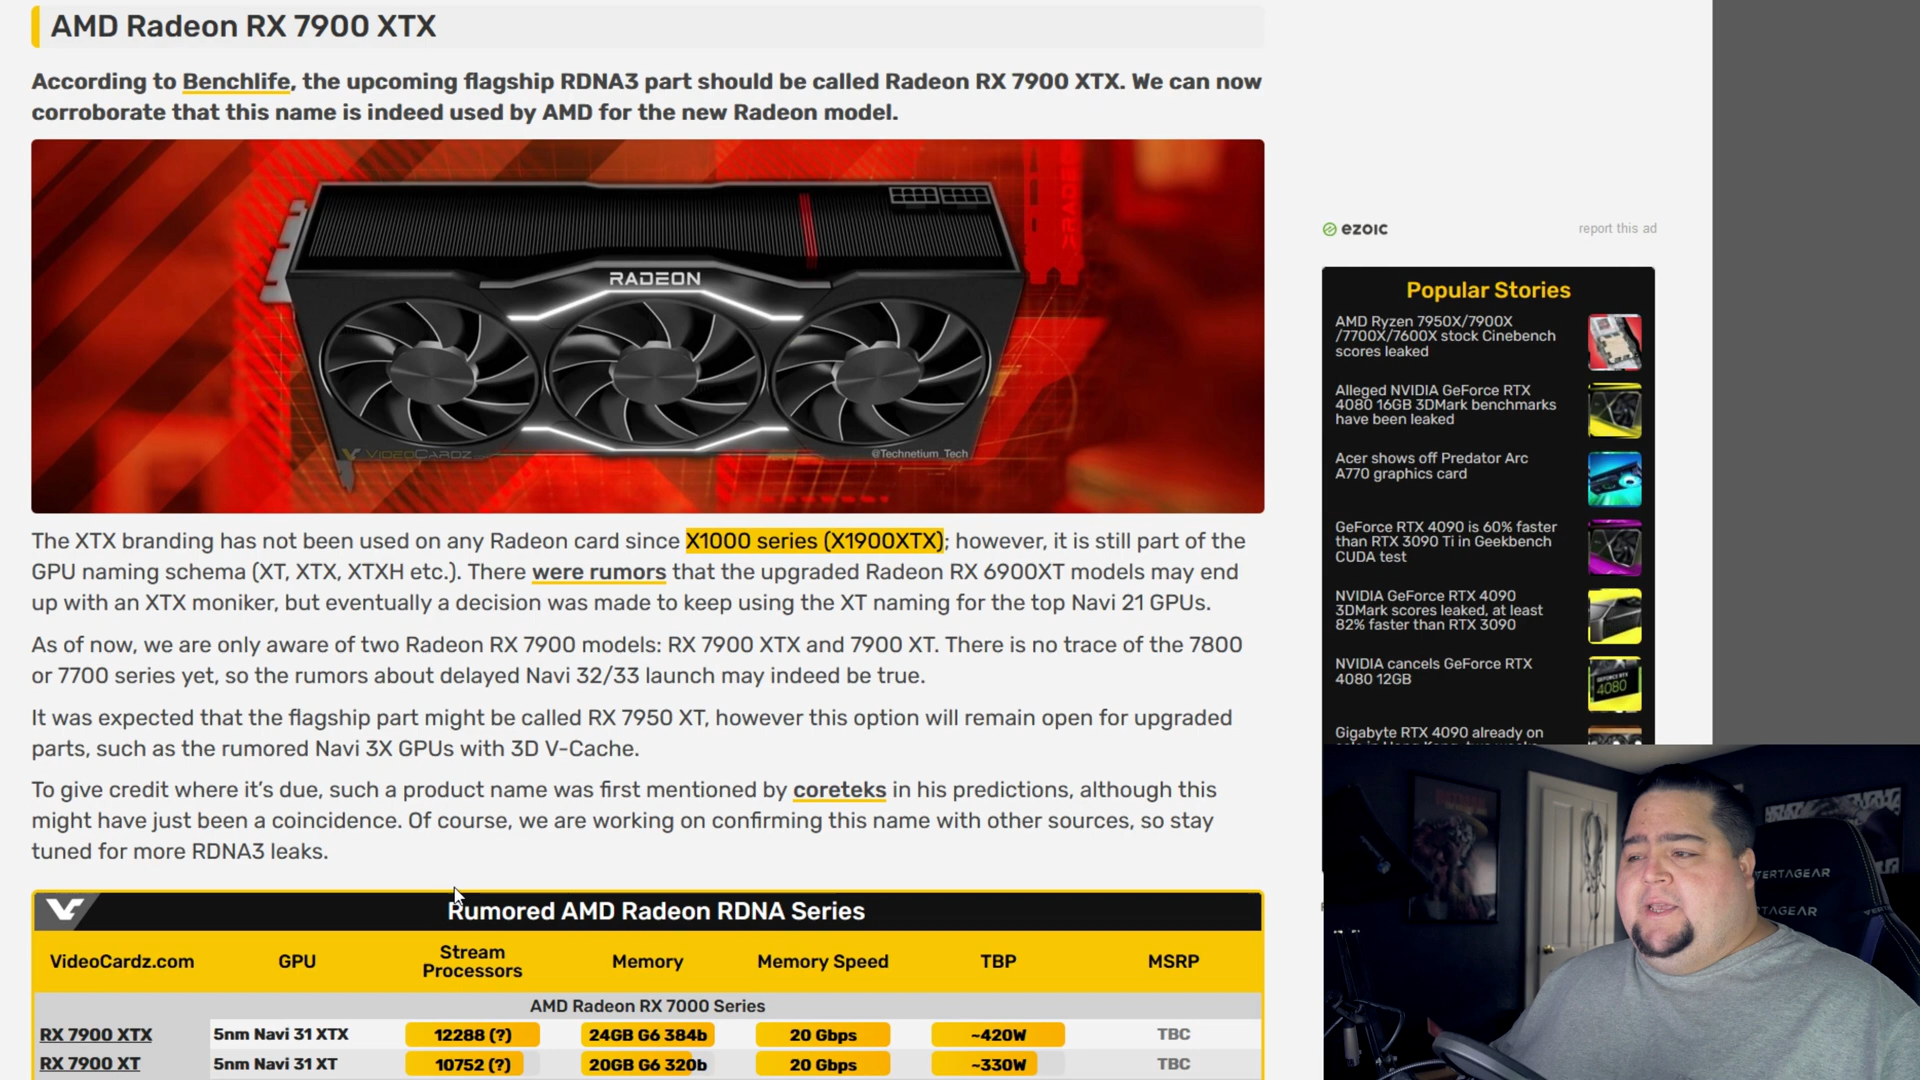 AMD Radeon RX 7900 XTX
According to Benchlife, the upcoming flagship RDNA3 part should be called Radeon RX 7900 XTX. We can now
corroborate that this name is indeed used by AMD for the new Radeon model.
RADEON
RADEON
VIDEOCARDZ
@Technetium_Tech
The XTX branding has not been used on any Radeon card since X1000 series (X1900XTX); however, it is still part of the
GPU naming schema (XT, XTX, XTXH etc.). There were rumors that the upgraded Radeon RX 6900XT models may end
up with an XTX moniker, but eventually a decision was made to keep using the XT naming for the top Navi 21 GPUs.
As of now, we are only aware of two Radeon RX 7900 models: RX 7900 XTX and 7900 XT. There is no trace of the 7800
or 7700 series yet, so the rumors about delayed Navi 32/33 launch may indeed be true.
It was expected that the flagship part might be called RX 7950 XT, however this option will remain open for upgraded
parts, such as the rumored Navi 3X GPUs with 3D V-Cache.
To give credit where it's due, such a product name was first mentioned by coreteks in his predictions, although this
might have just been a coincidence. Of course, we are working on confirming this name with other sources, so stay
tuned for more RDNA3 leaks.
Rumored AMD Radeon RDNA Series
VideoCardz.com GPU Stream Processors Memory Memory Speed TBP MSRP
AMD Radeon RX 7000 Series
RX 7900 XTX 5nm Navi 31 XTX 12288 (?) 24GB G6 384b 20 Gbps ~420W TBC
RX 7900 XT 5nm Navi 31 XT 10752 (?) 20GB G6 320b 20 Gbps ~330W TBC
ezoic
report this ad
Popular Stories
AMD Ryzen 7950X/7900X
/7700X/7600X stock Cinebench
scores leaked
Alleged NVIDIA GeForce RTX
4080 16GB 3DMark benchmarks
have been leaked
Acer shows off Predator Arc
A770 graphics card
GeForce RTX 4090 is 60% faster
than RTX 3090 Ti in Geekbench
CUDA test
NVIDIA GeForce RTX 4090
3DMark scores leaked, at least
82% faster than RTX 3090
NVIDIA cancels GeForce RTX
4080 12GB
GEFORCE RTX
4080
Gigabyte RTX 4090 already on
VERTAGEAR
TAGEAR